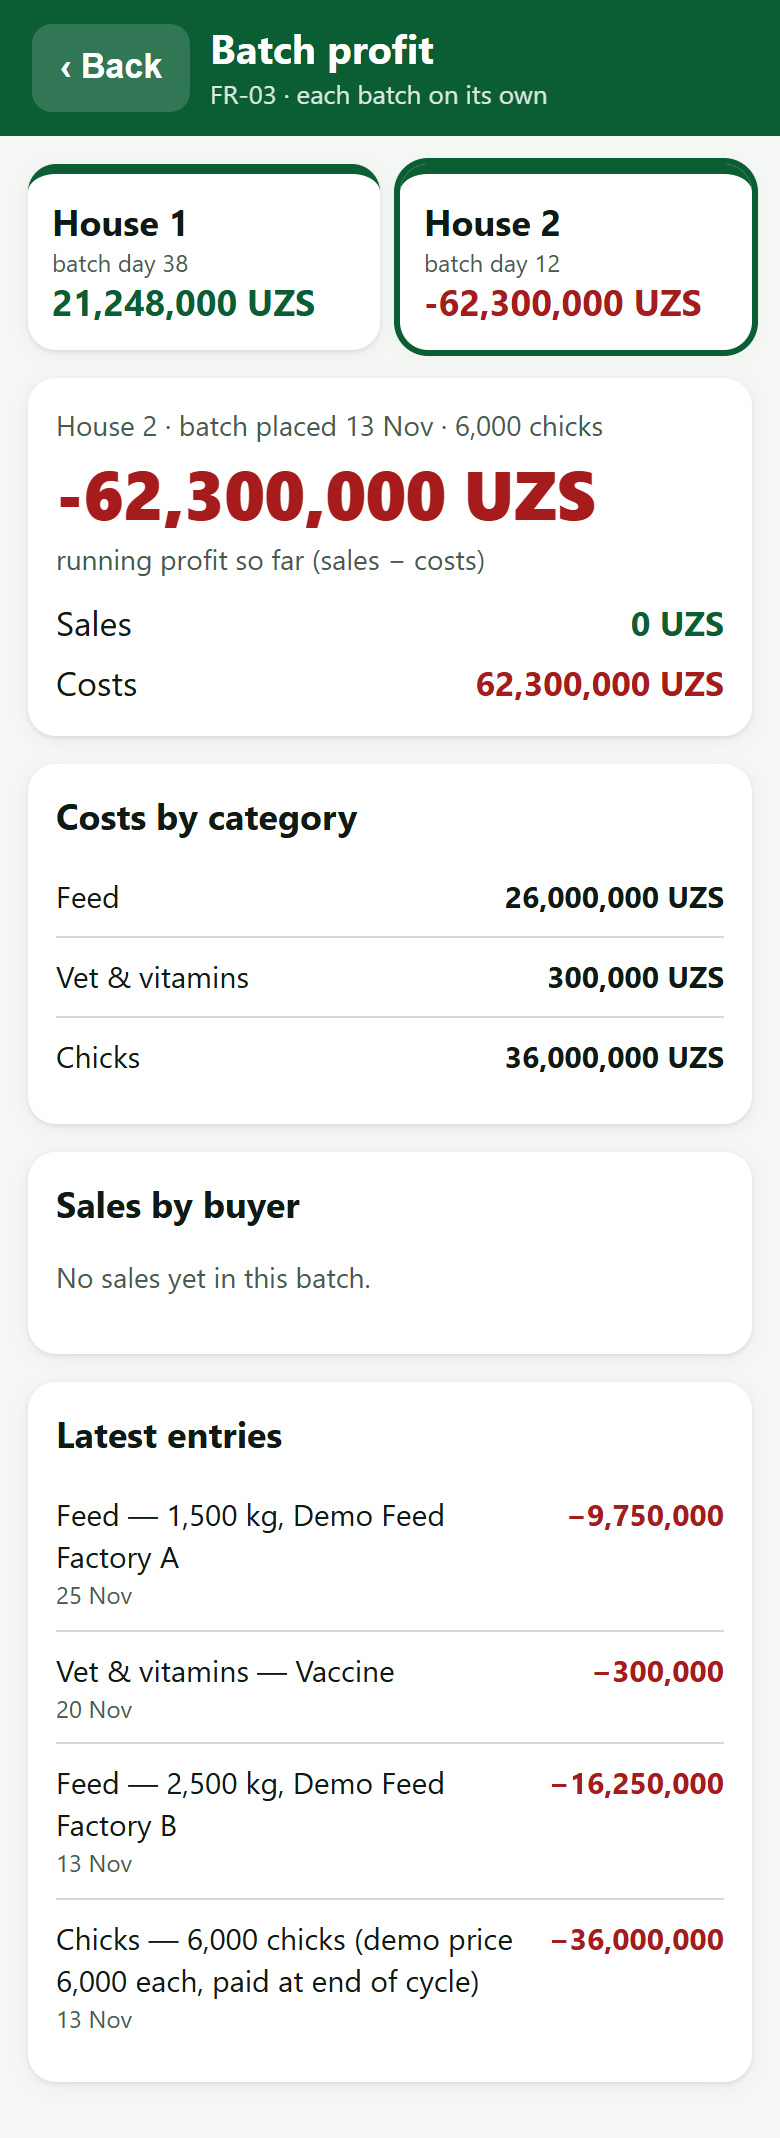 ‹ Back
Batch profit
FR-03 · each batch on its own
House 1
batch day 38
21,248,000 UZS
House 2
batch day 12
-62,300,000 UZS
House 2 · batch placed 13 Nov · 6,000 chicks
-62,300,000 UZS
running profit so far (sales − costs)
Sales 0 UZS
Costs 62,300,000 UZS
Costs by category
Feed 26,000,000 UZS
Vet & vitamins 300,000 UZS
Chicks 36,000,000 UZS
Sales by buyer
No sales yet in this batch.
Latest entries
Feed — 1,500 kg, Demo Feed −9,750,000
Factory A
25 Nov
Vet & vitamins — Vaccine −300,000
20 Nov
Feed — 2,500 kg, Demo Feed −16,250,000
Factory B
13 Nov
Chicks — 6,000 chicks (demo price −36,000,000
6,000 each, paid at end of cycle)
13 Nov